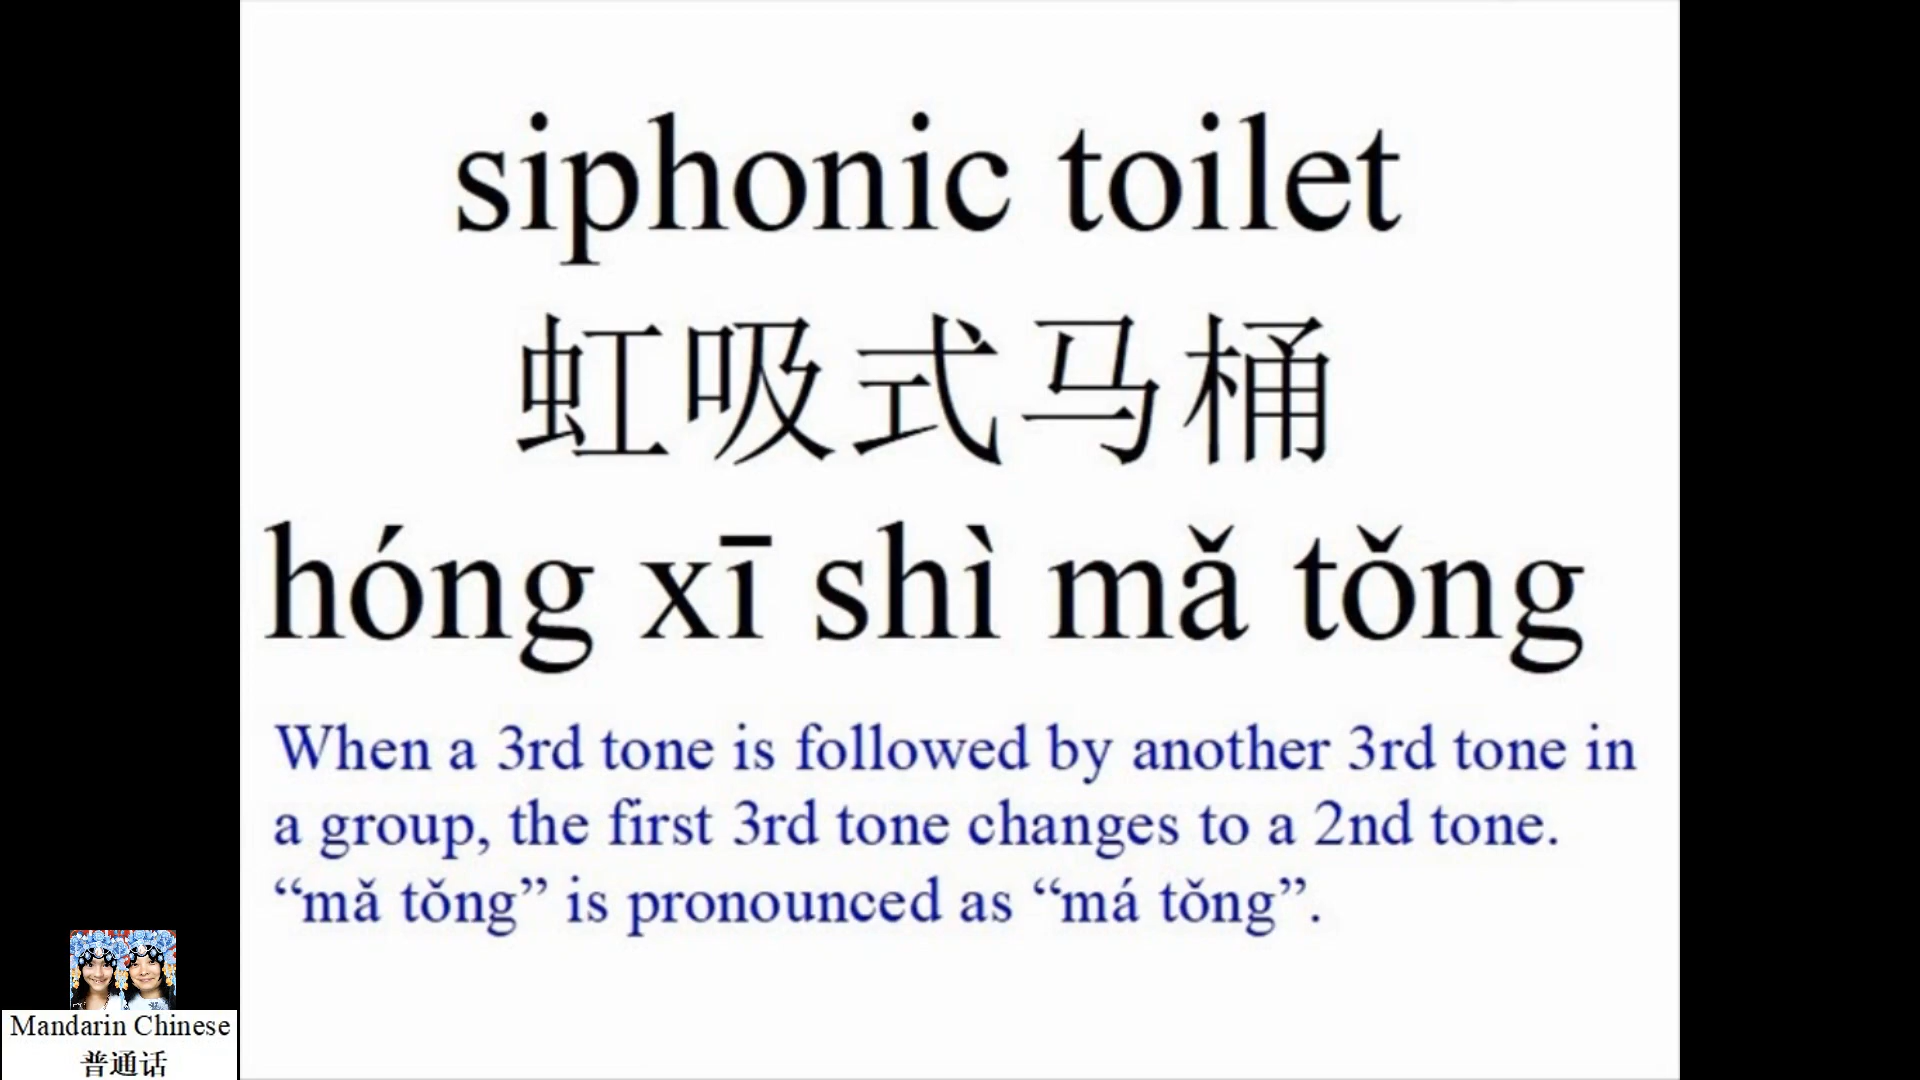 siphonic toilet
虹吸式马桶
hóng xī shì mǎ tǒng
When a 3rd tone is followed by another 3rd tone in
a group, the first 3rd tone changes to a 2nd tone.
“mǎ tǒng” is pronounced as “má tǒng”.
Mandarin Chinese
普通话